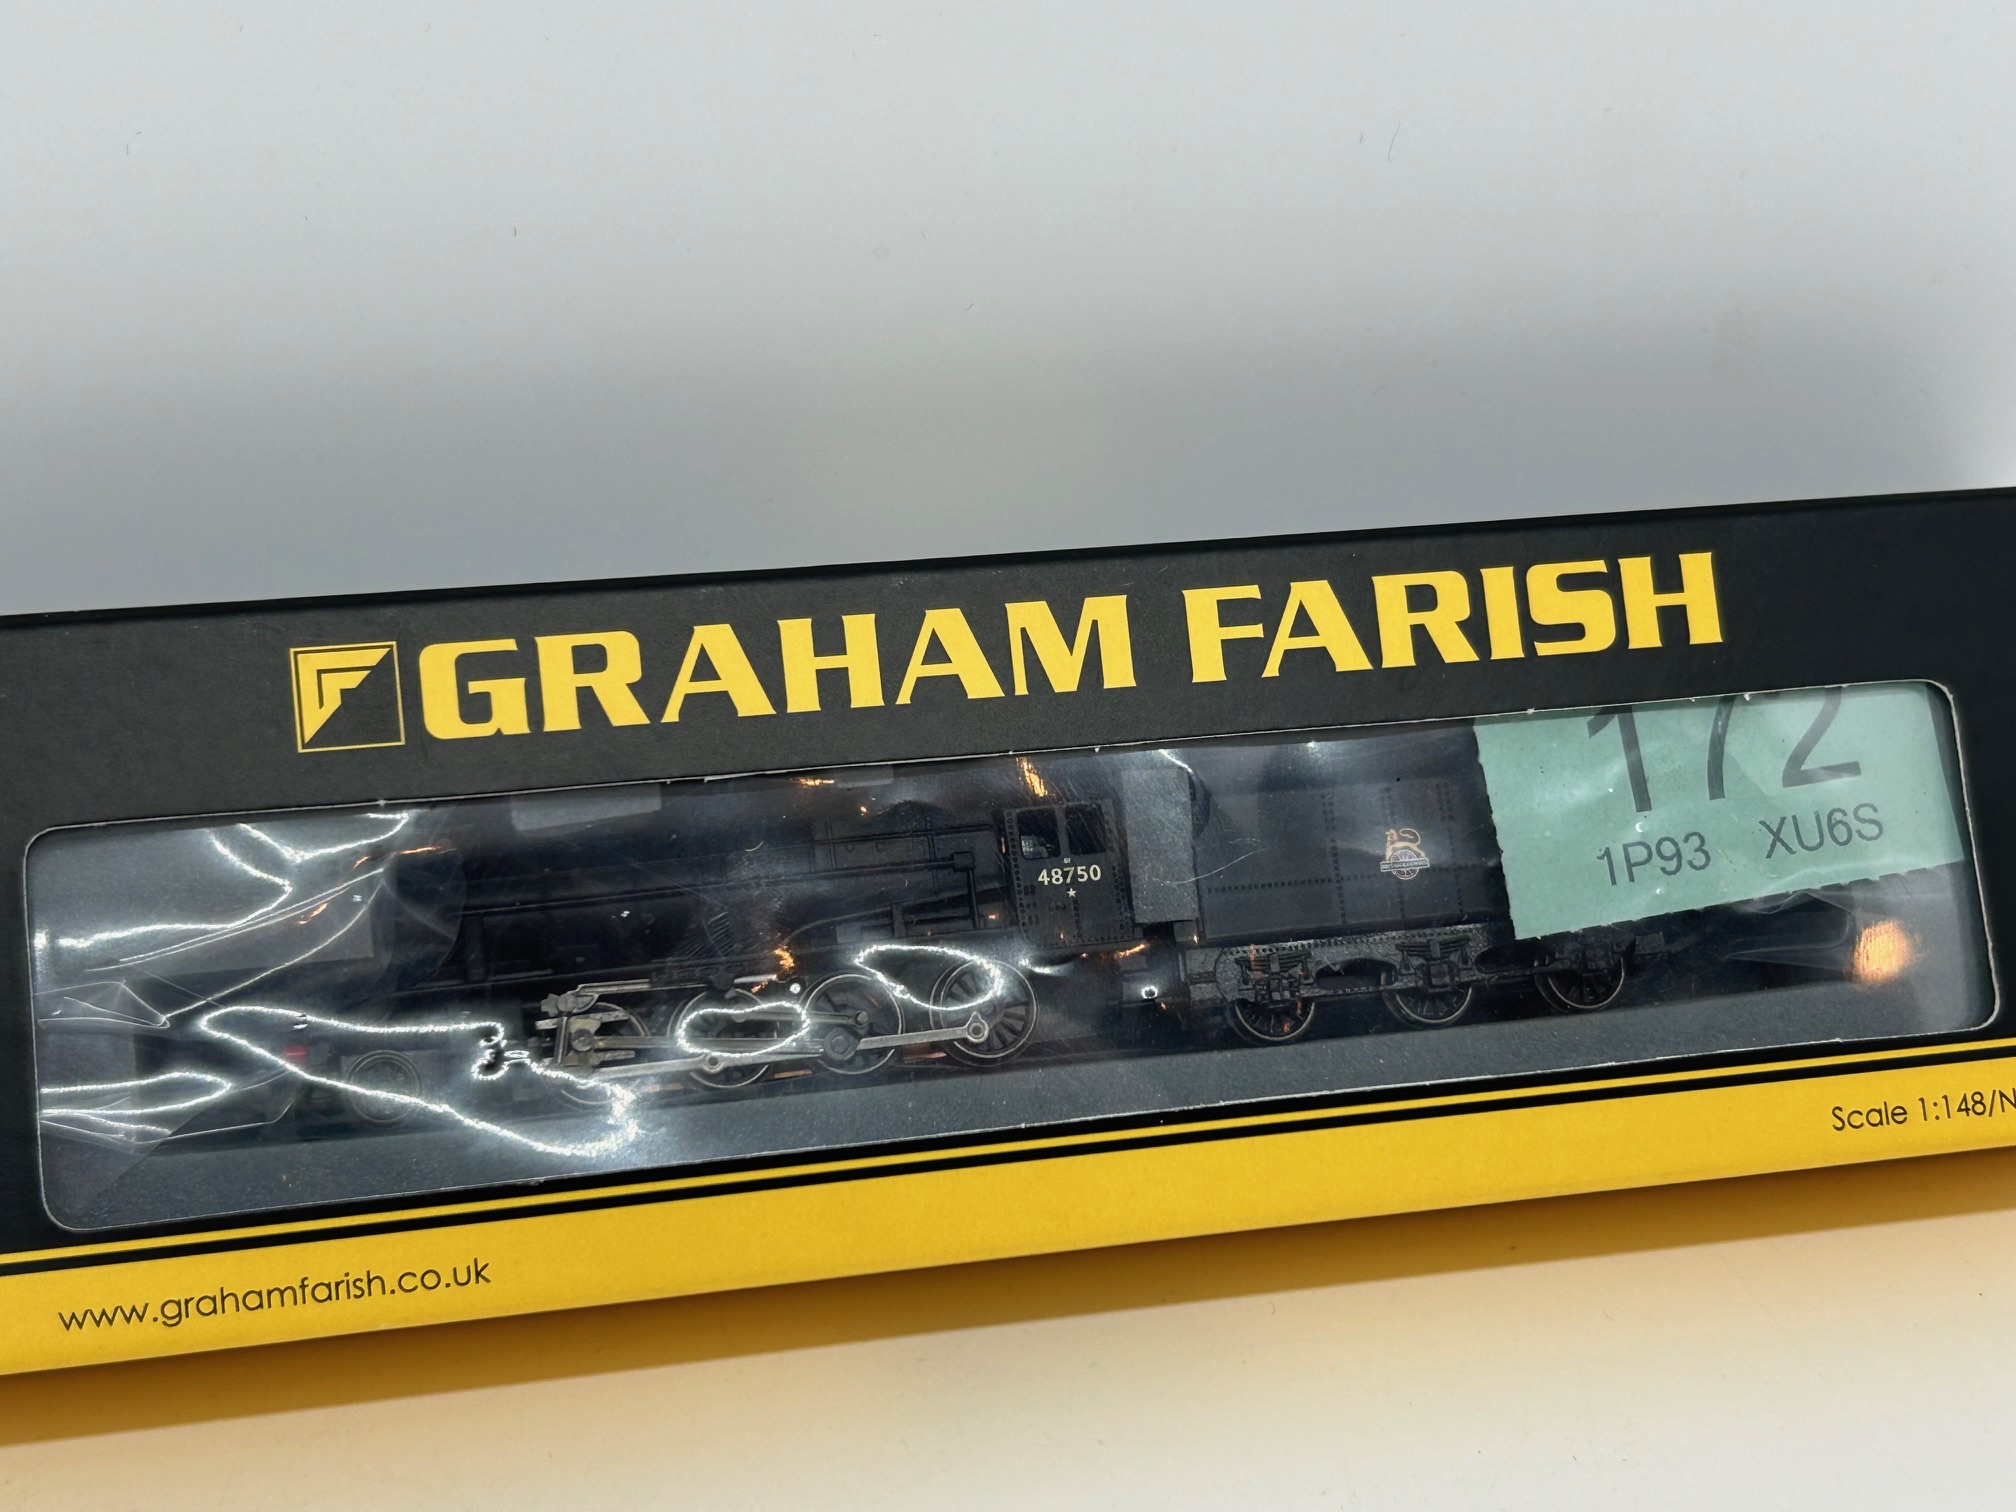 GRAHAM FARISH
172
1P93 XU6S
48750
Scale 1:148/N
www.grahamfarish.co.uk